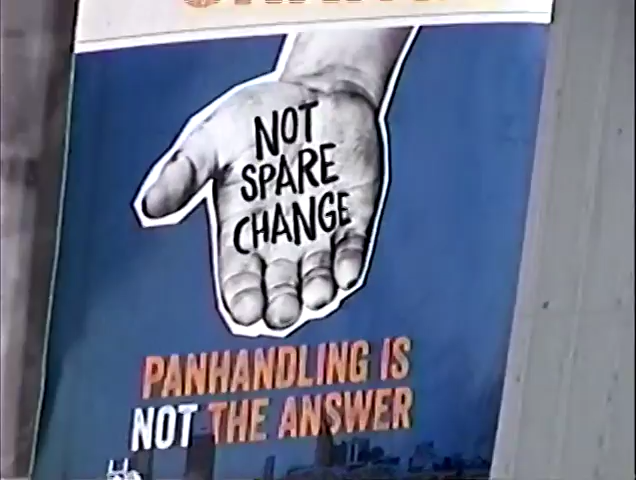 NOT
SPARE
CHANGE
PANHANDLING IS
NOT THE ANSWER